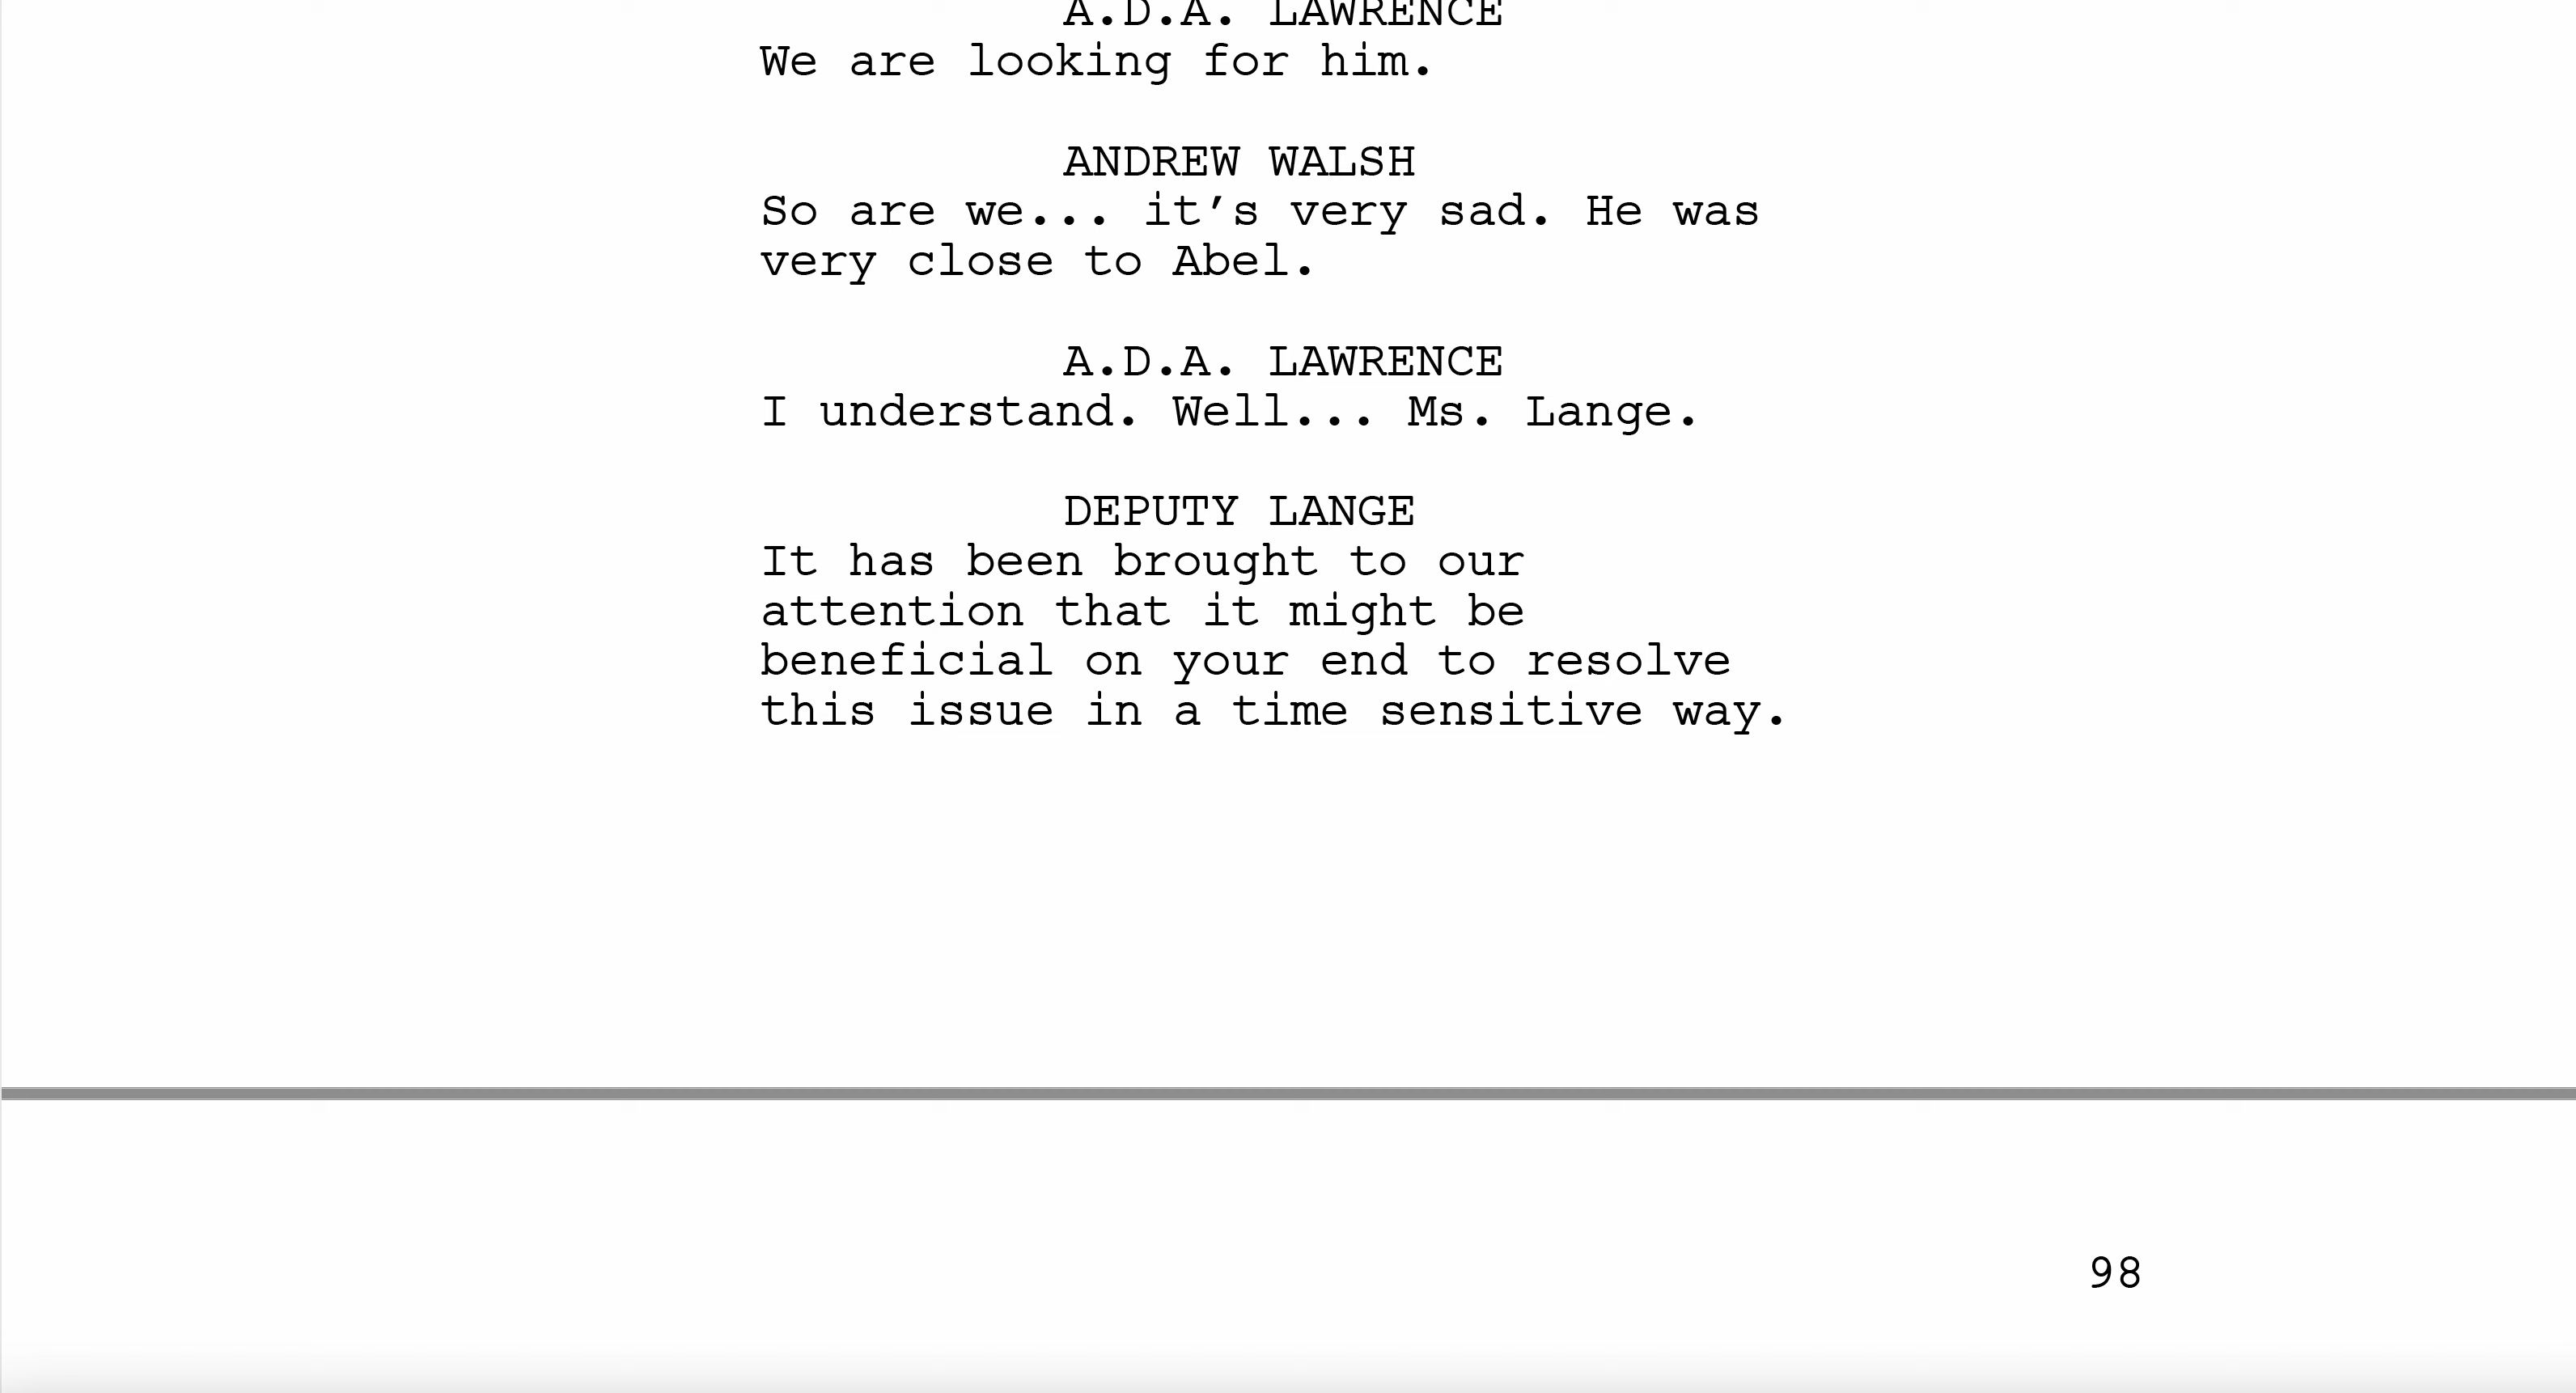 A.D.A. LAWRENCE
We are looking for him.
ANDREW WALSH
So are we... it’s very sad. He was
very close to Abel.
A.D.A. LAWRENCE
I understand. Well... Ms. Lange.
DEPUTY LANGE
It has been brought to our
attention that it might be
beneficial on your end to resolve
this issue in a time sensitive way.
98